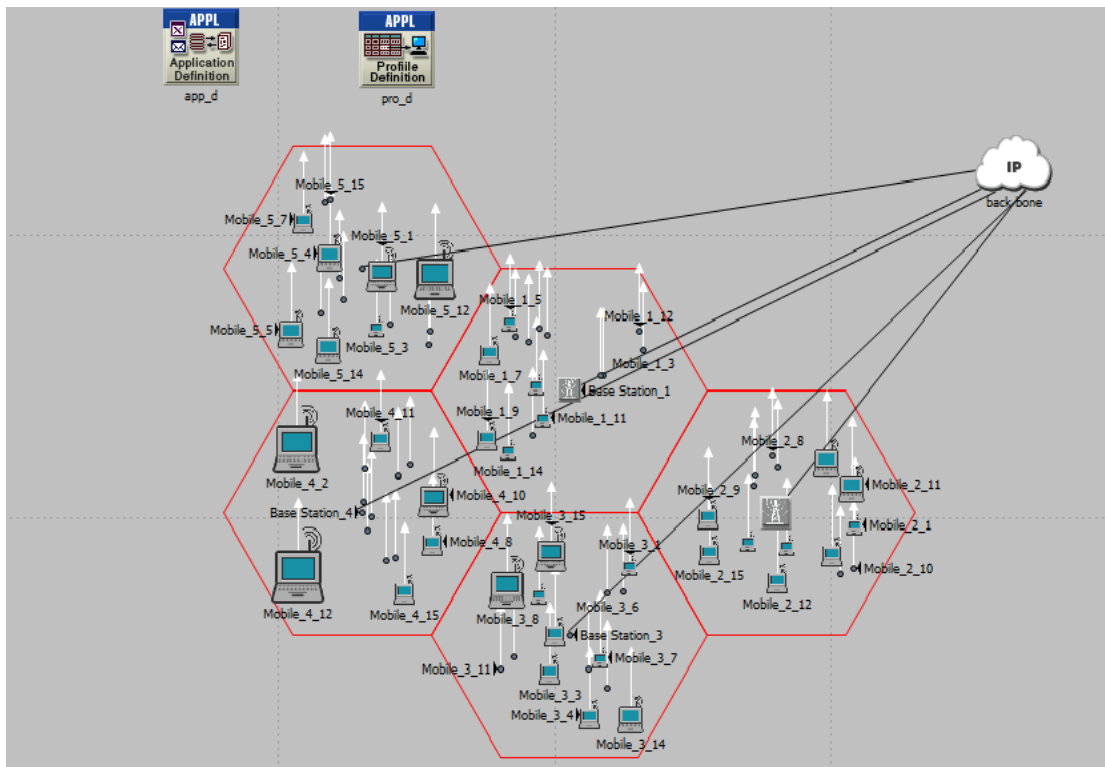 APPL
Application
Definition
app_d
APPL
Profile
Definition
pro_d
IP
back_bone
Mobile_5_15
Mobile_5_7
Mobile_5_1
Mobile_5_4
Mobile_5_12
Mobile_5_5
Mobile_5_3
Mobile_5_14
Mobile_1_5
Mobile_1_12
Mobile_1_3
Mobile_1_7
Base Station_1
Mobile_1_9
Mobile_1_11
Mobile_1_14
Mobile_4_11
Mobile_4_2
Mobile_4_10
Base Station_4
Mobile_4_8
Mobile_4_12
Mobile_4_15
Mobile_2_8
Mobile_2_9
Mobile_2_11
Mobile_2_1
Mobile_2_15
Mobile_2_10
Mobile_2_12
Mobile_3_15
Mobile_3_1
Mobile_3_6
Mobile_3_8
Base Station_3
Mobile_3_7
Mobile_3_11
Mobile_3_3
Mobile_3_4
Mobile_3_14